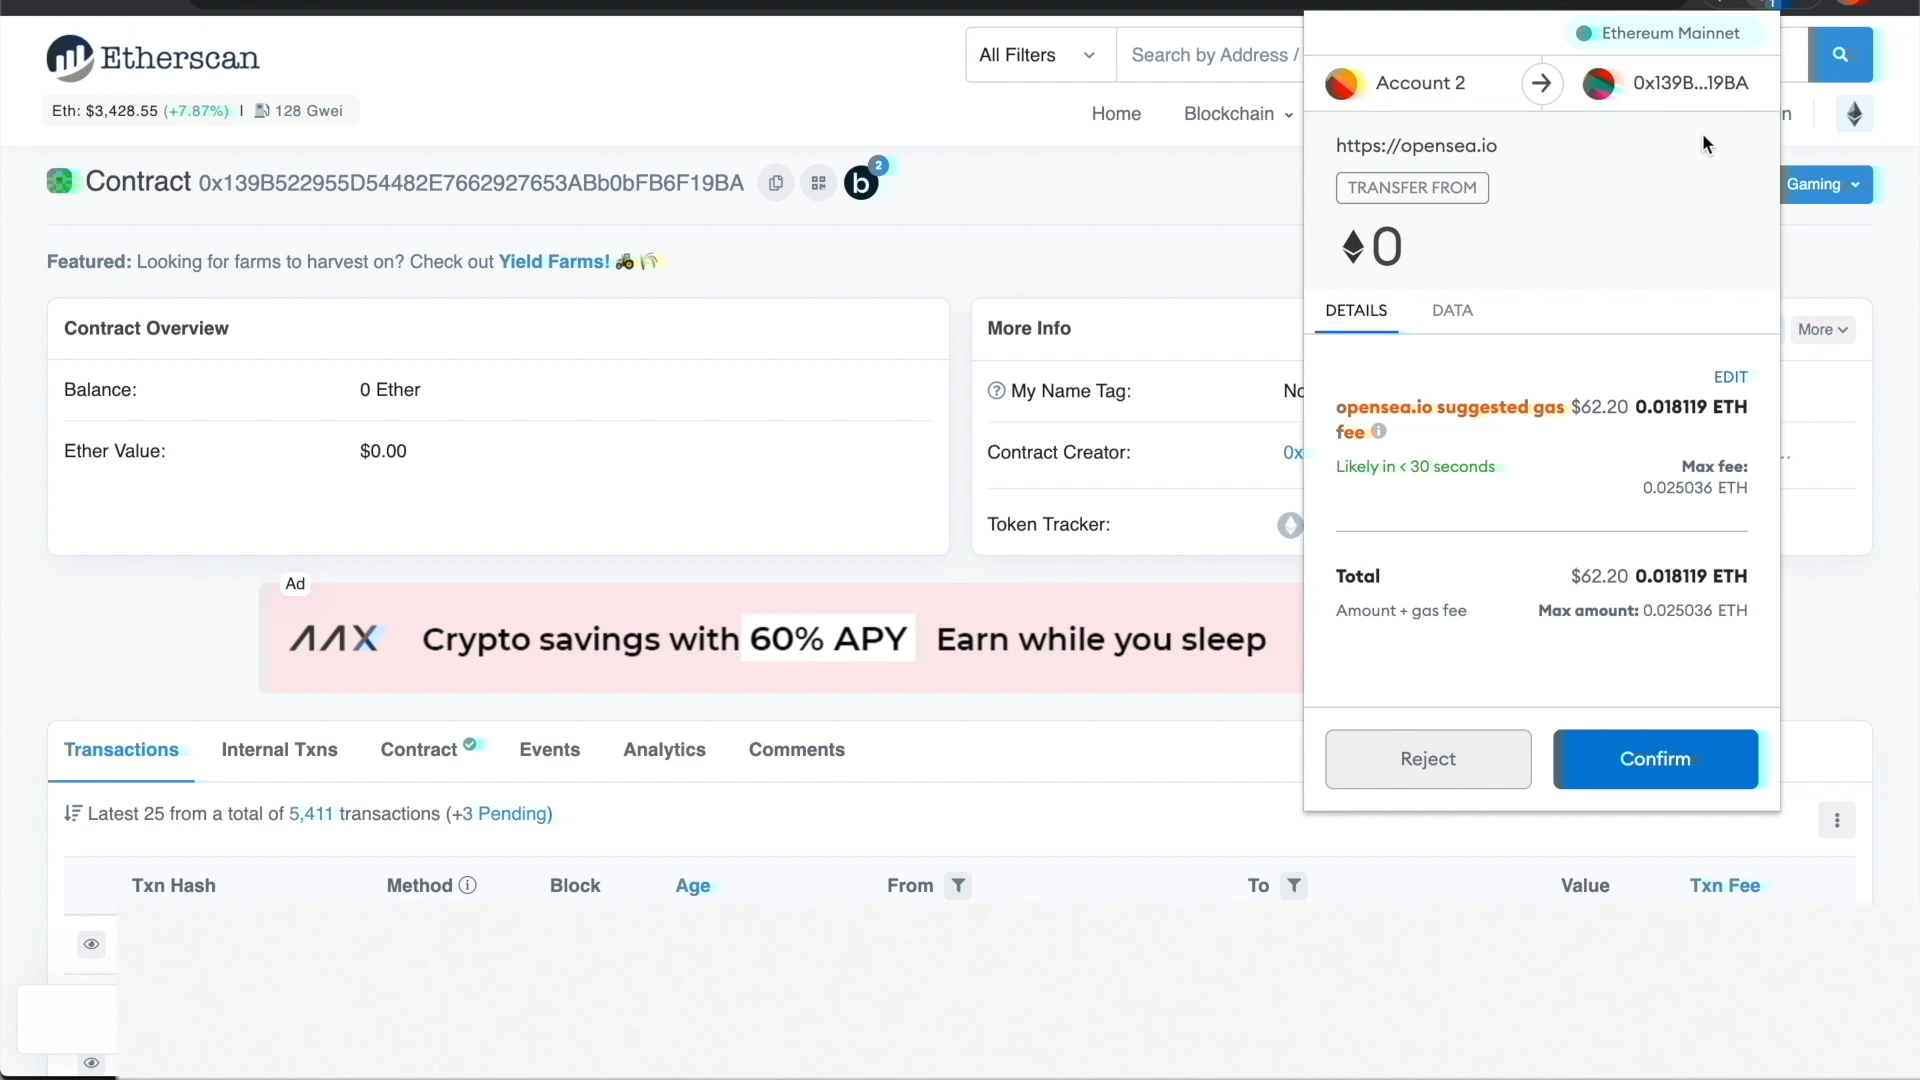 Etherscan
All Filters
Search by Address /
Eth: $3,428.55 (+7.87%) | 128 Gwei
Home
Blockchain
n
Contract 0x139B522955D54482E7662927653ABb0bFB6F19BA
b
2
Gaming
Featured: Looking for farms to harvest on? Check out Yield Farms!
Contract Overview
Balance:
0 Ether
Ether Value:
$0.00
More Info
More
My Name Tag:
No
Contract Creator:
0x
Token Tracker:
Ad
AAX
Crypto savings with 60% APY
Earn while you sleep
Transactions
Internal Txns
Contract
Events
Analytics
Comments
Latest 25 from a total of 5,411 transactions (+3 Pending)
Txn Hash
Method
Block
Age
From
To
Value
Txn Fee
1
Ethereum Mainnet
Account 2
0x139B...19BA
https://opensea.io
TRANSFER FROM
0
DETAILS
DATA
EDIT
opensea.io suggested gas $62.20 0.018119 ETH
fee
Likely in < 30 seconds
Max fee:
0.025036 ETH
Total
$62.20 0.018119 ETH
Amount + gas fee
Max amount: 0.025036 ETH
Reject
Confirm